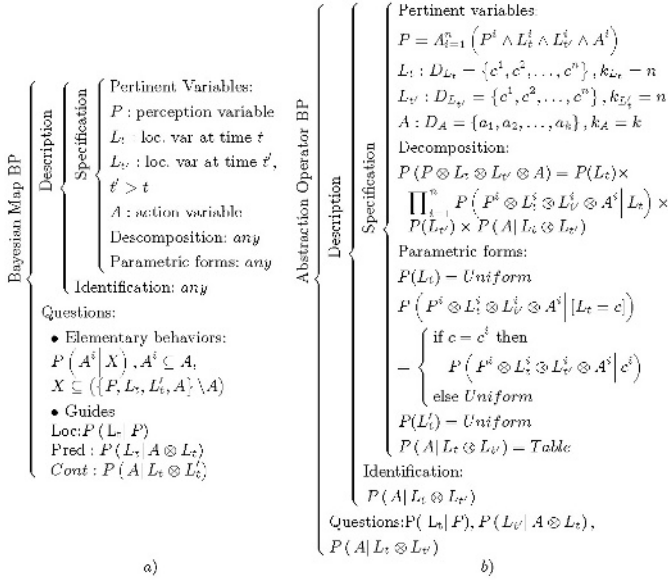 Bayesian Map BP
Description
Specification
Pertinent Variables:
P : perception variable
L_t : loc. var at time t
L_{t'} : loc. var at time t',
t' > t
A : action variable
Descomposition: any
Parametric forms: any
Identification: any
Questions:
• Elementary behaviors:
P ( A^i | X ) , A^i ⊆ A,
X ⊆ ({P, L_t, L'_t, A} \ A)
• Guides
Loc:P ( L_t | P)
Pred : P ( L_t | A ⊗ L_t)
Cont : P ( A | L_t ⊗ L'_t)
a)
Abstraction Operator BP
Description
Specification
Pertinent variables:
P = Λ^n_{i=1} ( P^i ∧ L^i_t ∧ L^i_{t'} ∧ A^i )
L_t : D_{L_t} = {c^1, c^2, ..., c^n} , k_{L_t} = n
L_{t'} : D_{L_{t'}} = {c^1, c^2, ..., c^n} , k_{L'_t} = n
A : D_A = {a_1, a_2, ..., a_k}, k_A = k
Decomposition:
P ( P ⊗ L_t ⊗ L_{t'} ⊗ A) = P(L_t)×
∏^n_{i=1} P ( P^i ⊗ L^i_t ⊗ L^i_{t'} ⊗ A^i | L_t ) ×
P(L_{t'}) × P ( A | L_t ⊗ L_{t'})
Parametric forms:
P(L_t) = Uniform
P ( P^i ⊗ L^i_t ⊗ L^i_{t'} ⊗ A^i | [L_t = c])
= { if c = c^i then
P ( P^i ⊗ L^i_t ⊗ L^i_{t'} ⊗ A^i | c^i )
else Uniform
P(L'_t) = Uniform
P ( A | L_t ⊗ L_{t'}) = Table
Identification:
P ( A | L_t ⊗ L_{t'})
Questions:P( L_t | P), P ( L_{t'} | A ⊗ L_t) ,
P ( A | L_t ⊗ L_{t'})
b)